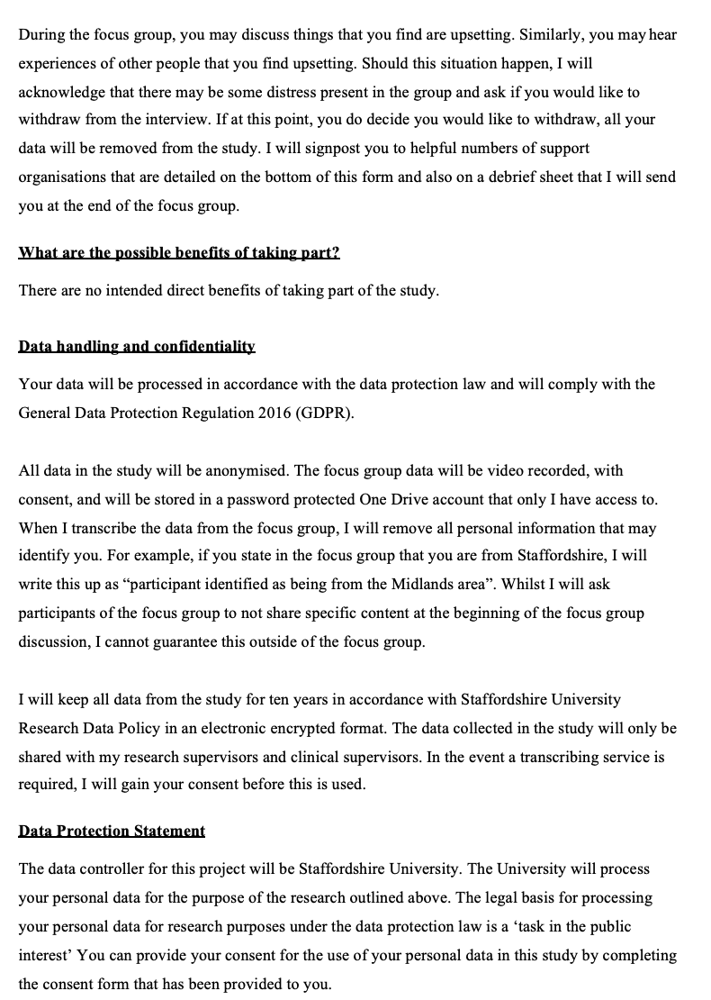 During the focus group, you may discuss things that you find are upsetting. Similarly, you may hear
experiences of other people that you find upsetting. Should this situation happen, I will
acknowledge that there may be some distress present in the group and ask if you would like to
withdraw from the interview. If at this point, you do decide you would like to withdraw, all your
data will be removed from the study. I will signpost you to helpful numbers of support
organisations that are detailed on the bottom of this form and also on a debrief sheet that I will send
you at the end of the focus group.
What are the possible benefits of taking part?
There are no intended direct benefits of taking part of the study.
Data handling and confidentiality
Your data will be processed in accordance with the data protection law and will comply with the
General Data Protection Regulation 2016 (GDPR).
All data in the study will be anonymised. The focus group data will be video recorded, with
consent, and will be stored in a password protected One Drive account that only I have access to.
When I transcribe the data from the focus group, I will remove all personal information that may
identify you. For example, if you state in the focus group that you are from Staffordshire, I will
write this up as “participant identified as being from the Midlands area”. Whilst I will ask
participants of the focus group to not share specific content at the beginning of the focus group
discussion, I cannot guarantee this outside of the focus group.
I will keep all data from the study for ten years in accordance with Staffordshire University
Research Data Policy in an electronic encrypted format. The data collected in the study will only be
shared with my research supervisors and clinical supervisors. In the event a transcribing service is
required, I will gain your consent before this is used.
Data Protection Statement
The data controller for this project will be Staffordshire University. The University will process
your personal data for the purpose of the research outlined above. The legal basis for processing
your personal data for research purposes under the data protection law is a ‘task in the public
interest’ You can provide your consent for the use of your personal data in this study by completing
the consent form that has been provided to you.